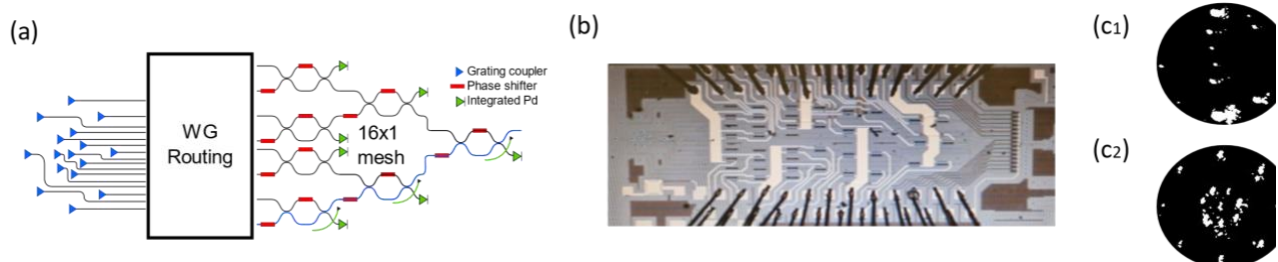 (a)
WG
Routing
16x1
mesh
Grating coupler
Phase shifter
Integrated Pd
(b)
(c1)
(c2)